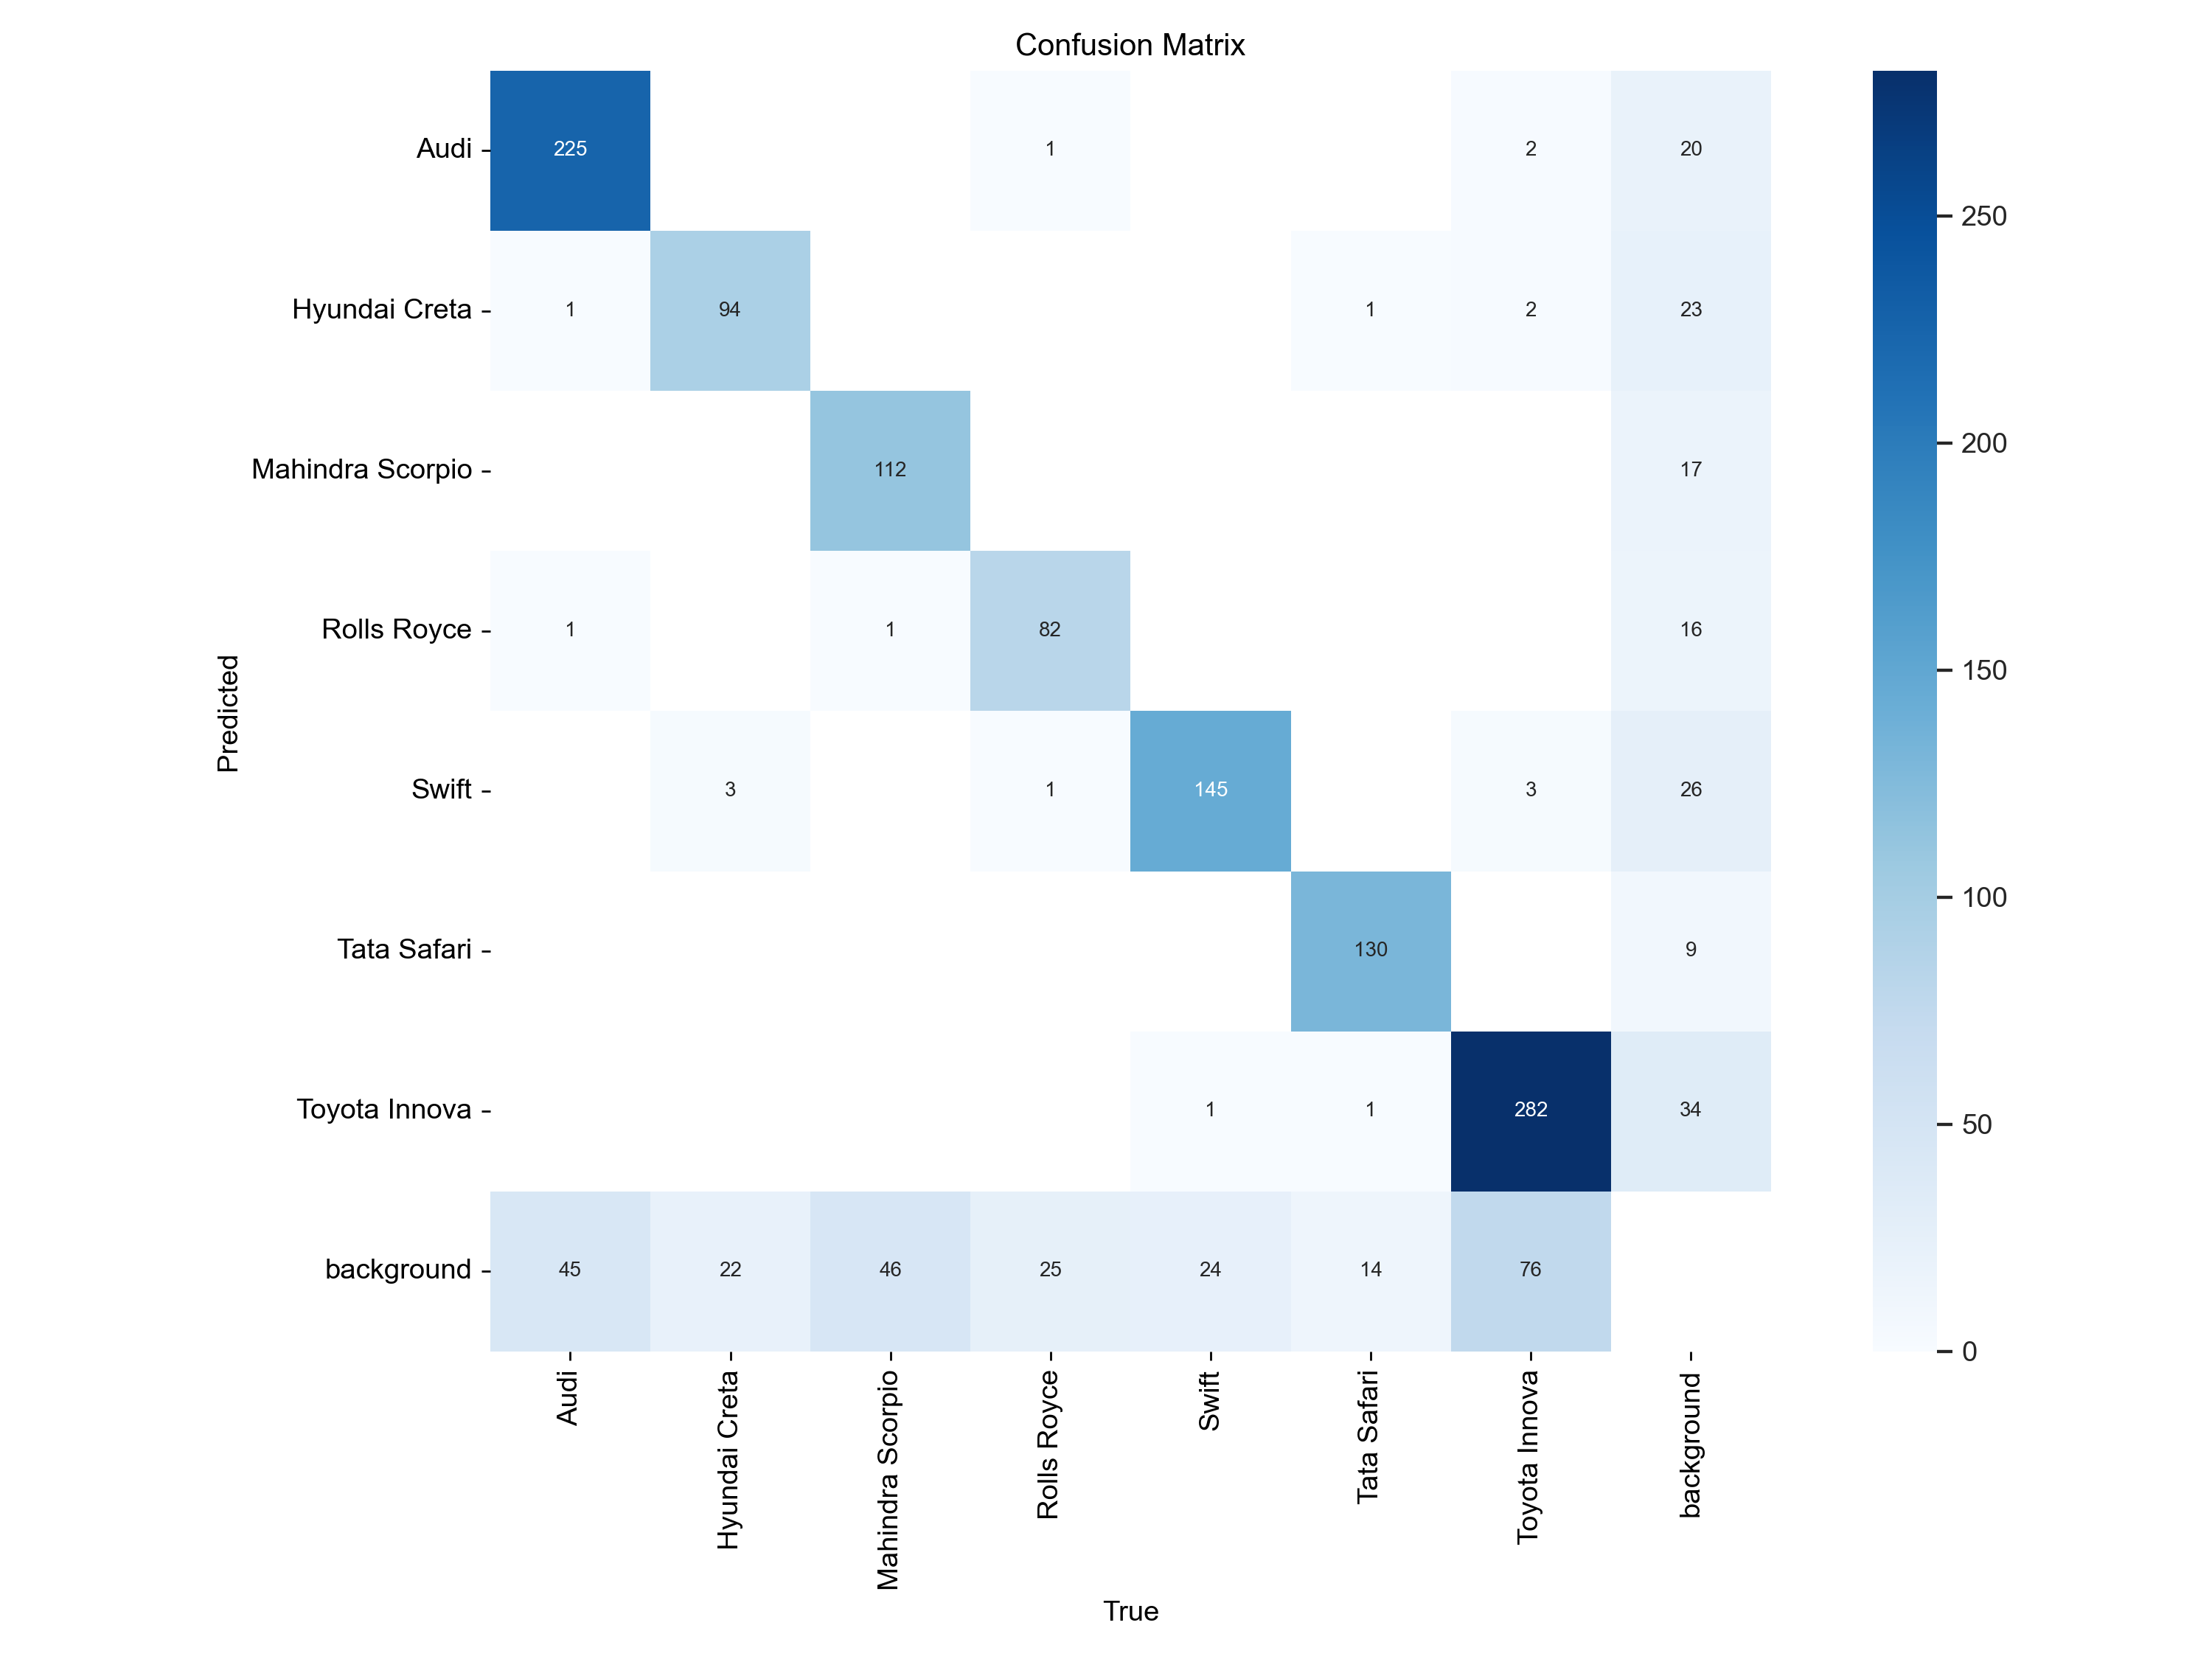 Confusion Matrix
Audi 225 1 2 20
250
Hyundai Creta 1 94 1 2 23
200
Mahindra Scorpio 112 17
150
Rolls Royce 1 1 82 16
Predicted
Swift 3 1 145 3 26
100
Tata Safari 130 9
Toyota Innova 1 1 282 34
50
background 45 22 46 25 24 14 76
0
Audi
Hyundai Creta
Mahindra Scorpio
Rolls Royce
Swift
Tata Safari
Toyota Innova
background
True